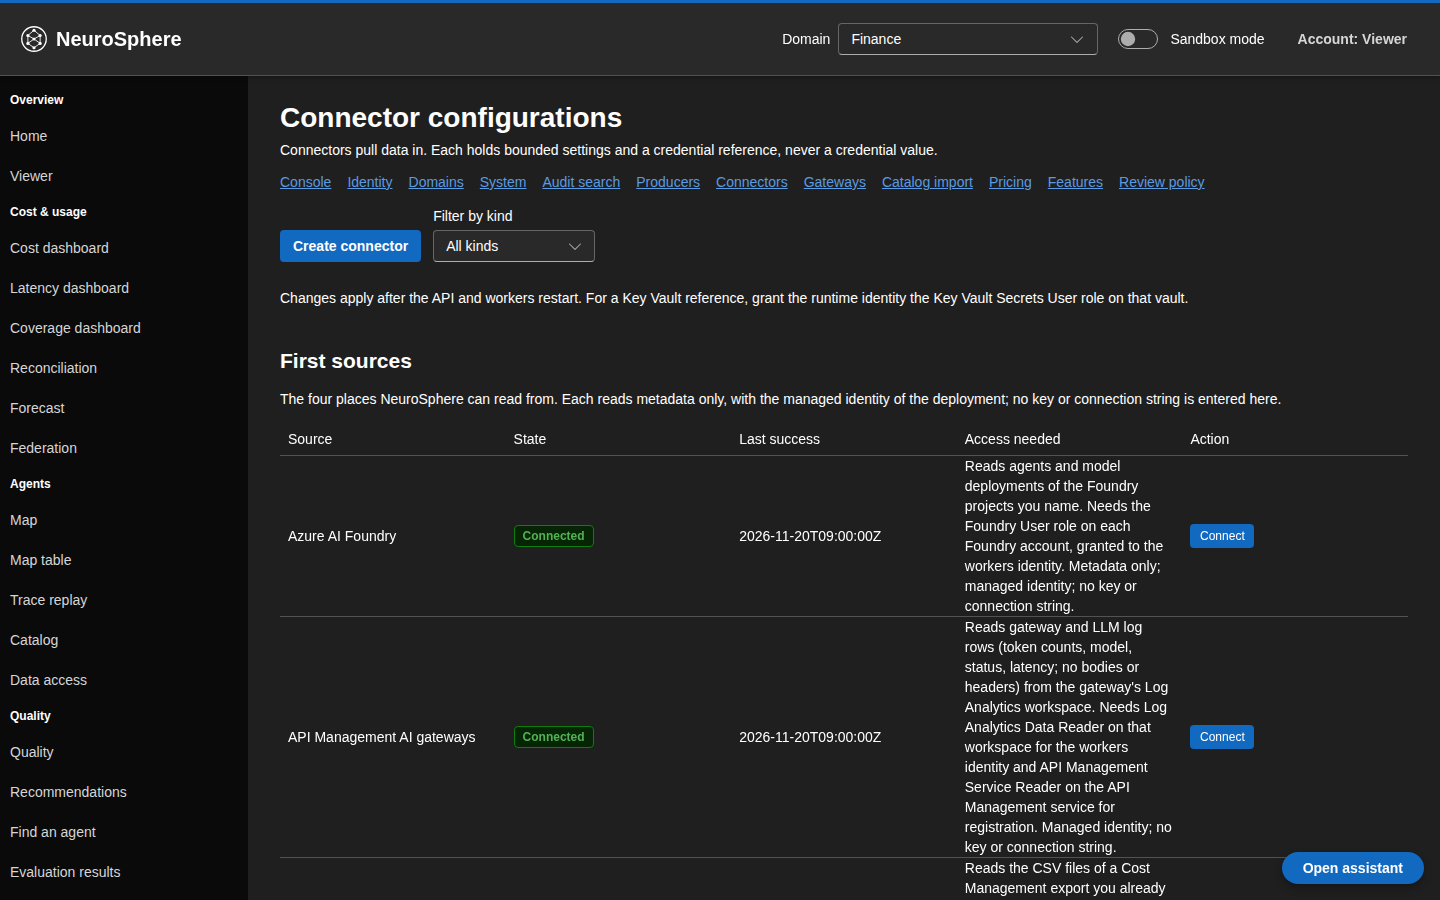 NeuroSphere
Domain
Finance
Sandbox mode
Account: Viewer
Overview
Home
Viewer
Cost & usage
Cost dashboard
Latency dashboard
Coverage dashboard
Reconciliation
Forecast
Federation
Agents
Map
Map table
Trace replay
Catalog
Data access
Quality
Quality
Recommendations
Find an agent
Evaluation results
Connector configurations
Connectors pull data in. Each holds bounded settings and a credential reference, never a credential value.
Console Identity Domains System Audit search Producers Connectors Gateways Catalog import Pricing Features Review policy
Filter by kind
Create connector
All kinds
Changes apply after the API and workers restart. For a Key Vault reference, grant the runtime identity the Key Vault Secrets User role on that vault.
First sources
The four places NeuroSphere can read from. Each reads metadata only, with the managed identity of the deployment; no key or connection string is entered here.
Source State Last success Access needed Action
Azure AI Foundry
Connected
2026-11-20T09:00:00Z
Reads agents and model
deployments of the Foundry
projects you name. Needs the
Foundry User role on each
Foundry account, granted to the
workers identity. Metadata only;
managed identity; no key or
connection string.
Connect
API Management AI gateways
Connected
2026-11-20T09:00:00Z
Reads gateway and LLM log
rows (token counts, model,
status, latency; no bodies or
headers) from the gateway's Log
Analytics workspace. Needs Log
Analytics Data Reader on that
workspace for the workers
identity and API Management
Service Reader on the API
Management service for
registration. Managed identity; no
key or connection string.
Connect
Reads the CSV files of a Cost
Management export you already
Open assistant